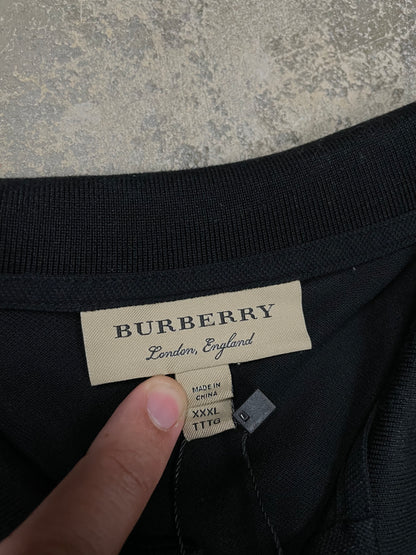 BURBERRY
London, England
MADE IN
CHINA
XXXL
TTTG